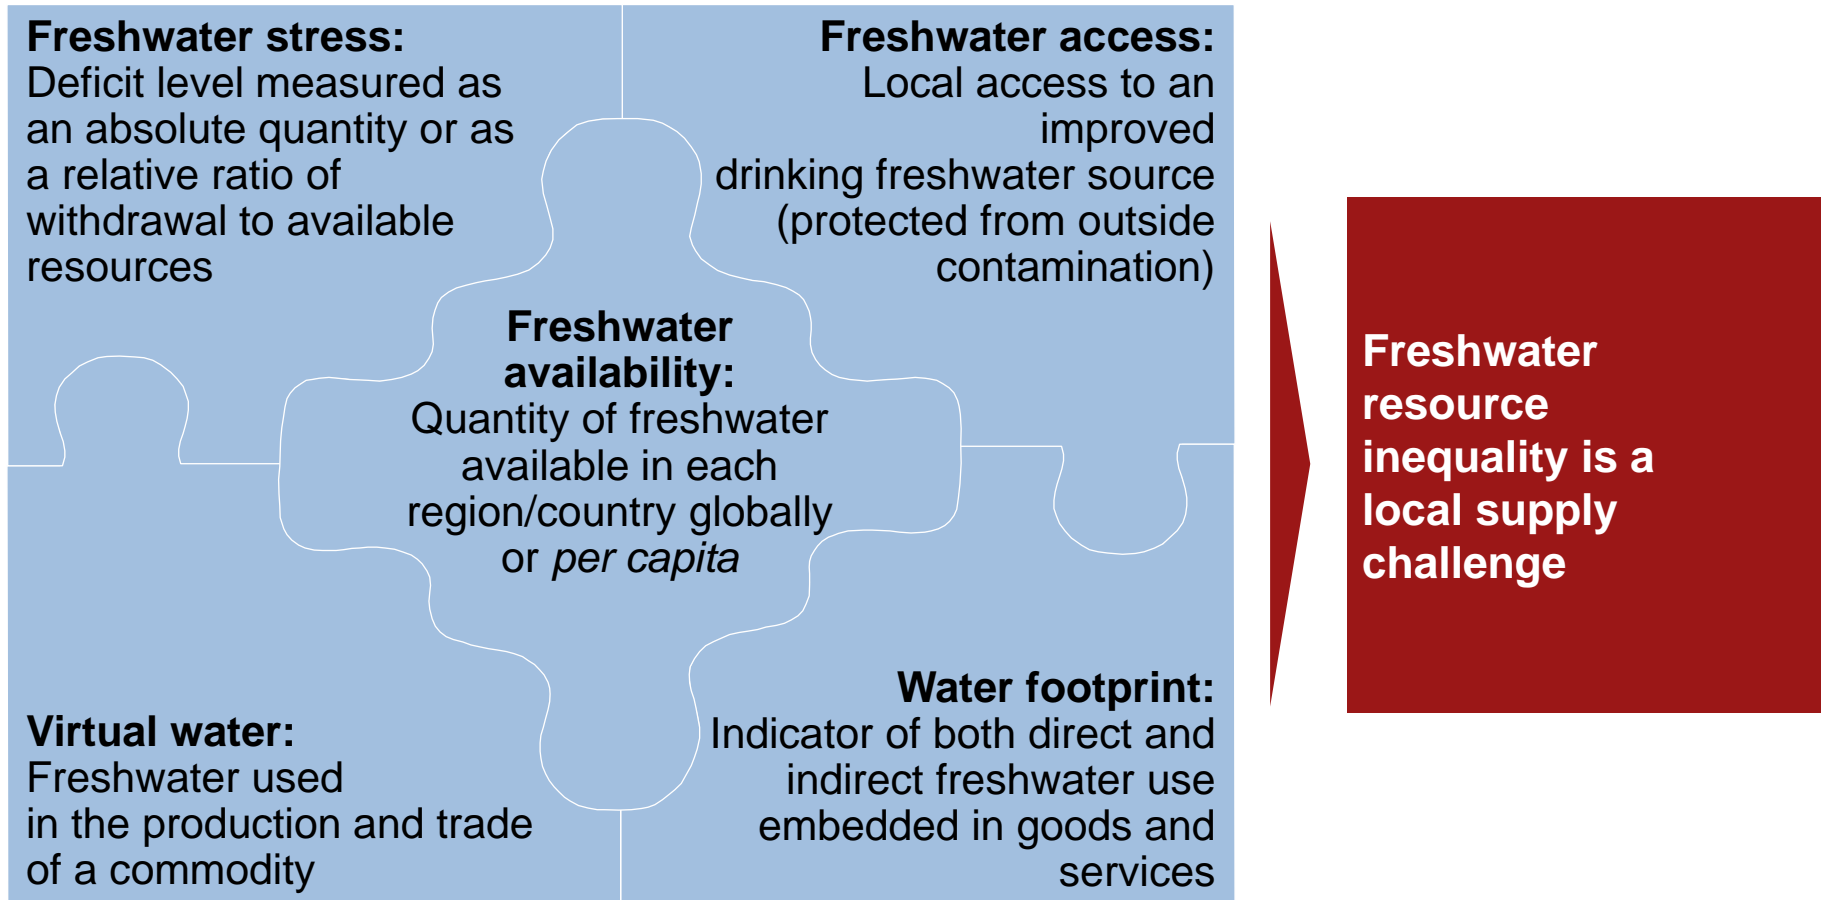 Freshwater stress:
Deficit level measured as
an absolute quantity or as
a relative ratio of
withdrawal to available
resources
Freshwater access:
Local access to an
improved
drinking freshwater source
(protected from outside
contamination)
Freshwater
availability:
Quantity of freshwater
available in each
region/country globally
or per capita
Virtual water:
Freshwater used
in the production and trade
of a commodity
Water footprint:
Indicator of both direct and
indirect freshwater use
embedded in goods and
services
Freshwater
resource
inequality is a
local supply
challenge